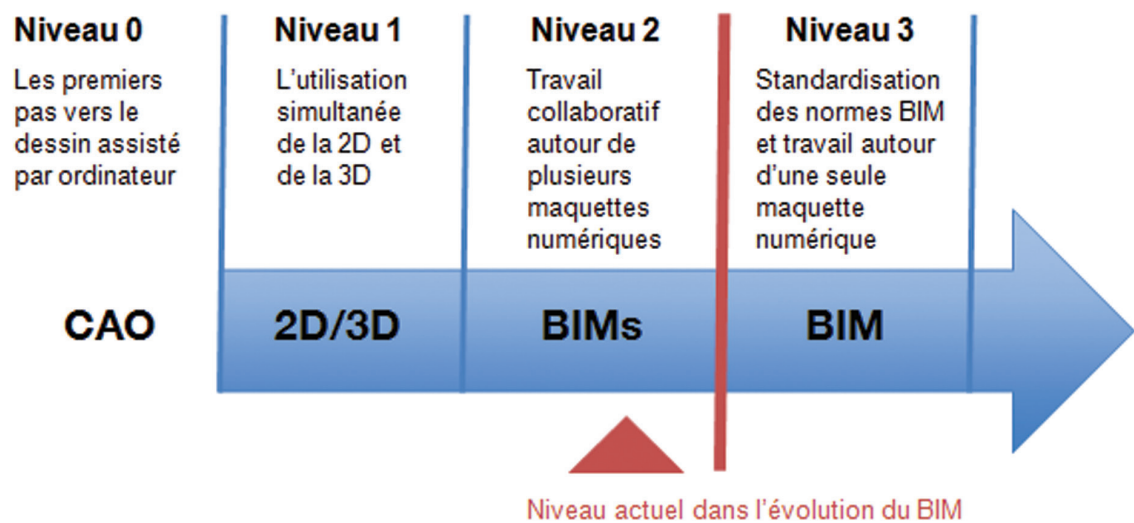 Niveau 0
Les premiers
pas vers le
dessin assisté
par ordinateur
Niveau 1
L'utilisation
simultanée
de la 2D et
de la 3D
Niveau 2
Travail
collaboratif
autour de
plusieurs
maquettes
numériques
Niveau 3
Standardisation
des normes BIM
et travail autour
d'une seule
maquette
numérique
CAO
2D/3D
BIMs
BIM
Niveau actuel dans l'évolution du BIM